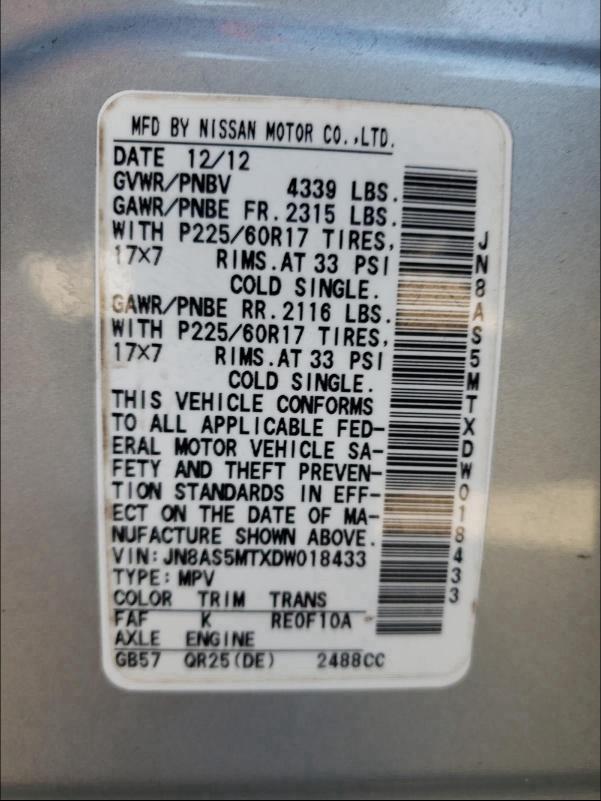 MFD BY NISSAN MOTOR CO.,LTD.
DATE 12/12
GVWR/PNBV 4339 LBS.
GAWR/PNBE FR.2315 LBS.
WITH P225/60R17 TIRES,
17×7 RIMS.AT 33 PSI
COLD SINGLE.
GAWR/PNBE RR.2116 LBS.
WITH P225/60R17 TIRES,
17×7 RIMS.AT 33 PSI
COLD SINGLE.
THIS VEHICLE CONFORMS
TO ALL APPLICABLE FED-
ERAL MOTOR VEHICLE SA-
FETY AND THEFT PREVEN-
TION STANDARDS IN EFF-
ECT ON THE DATE OF MA-
NUFACTURE SHOWN ABOVE.
VIN: JN8AS5MTXDW018433
TYPE: MPV
COLOR TRIM TRANS
FAF K RE0F10A
AXLE ENGINE
GB57 QR25(DE) 2488CC
JN8AS5MTXDW018433